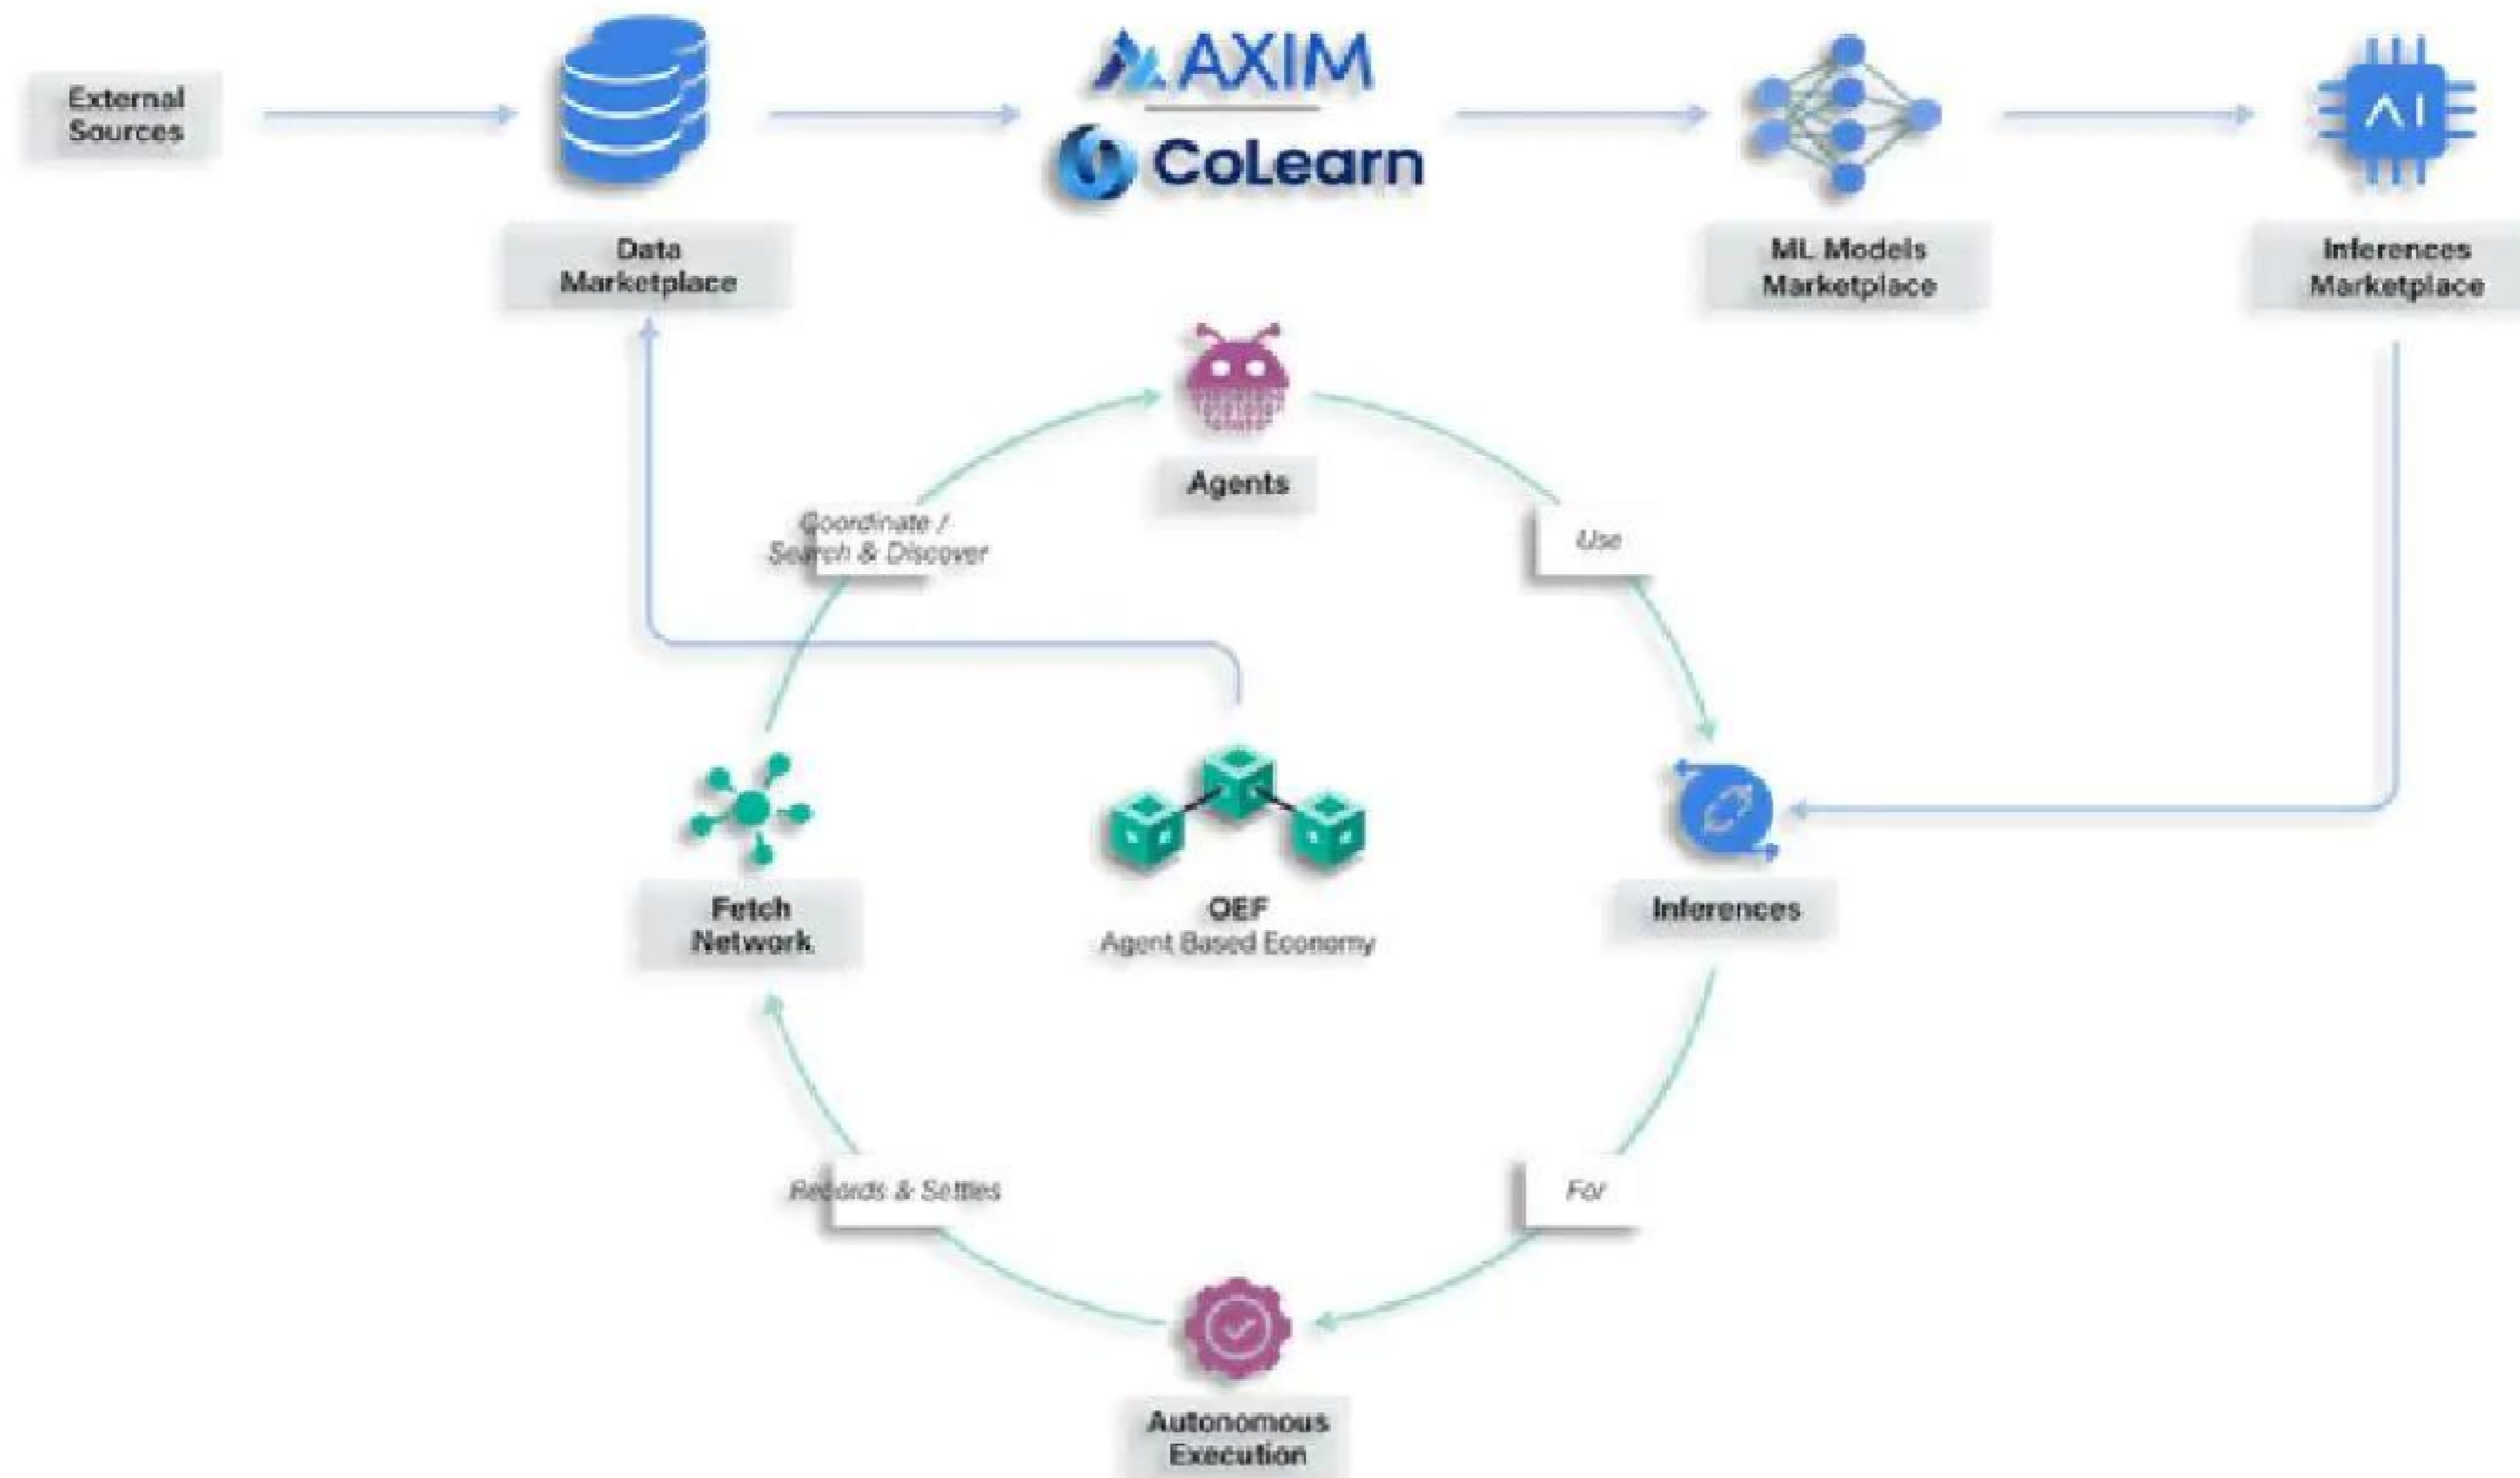 External
Sources
AXIM
CoLearn
AI
Data
Marketplace
ML Models
Marketplace
Inferences
Marketplace
Agents
Coordinate /
Search & Discover
Use
Fetch
Network
OEF
Agent Based Economy
Inferences
Records & Settles
For
Autonomous
Execution